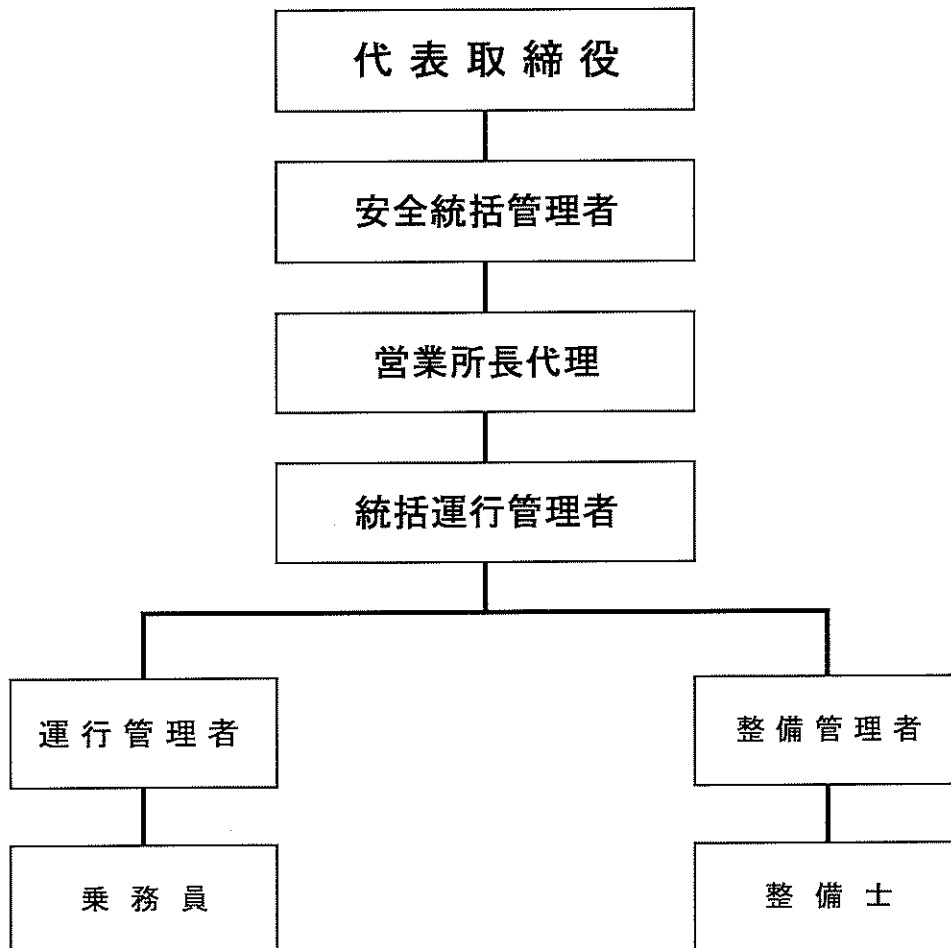 代表取締役
安全統括管理者
営業所長代理
統括運行管理者
運行管理者
整備管理者
乗務員
整備士